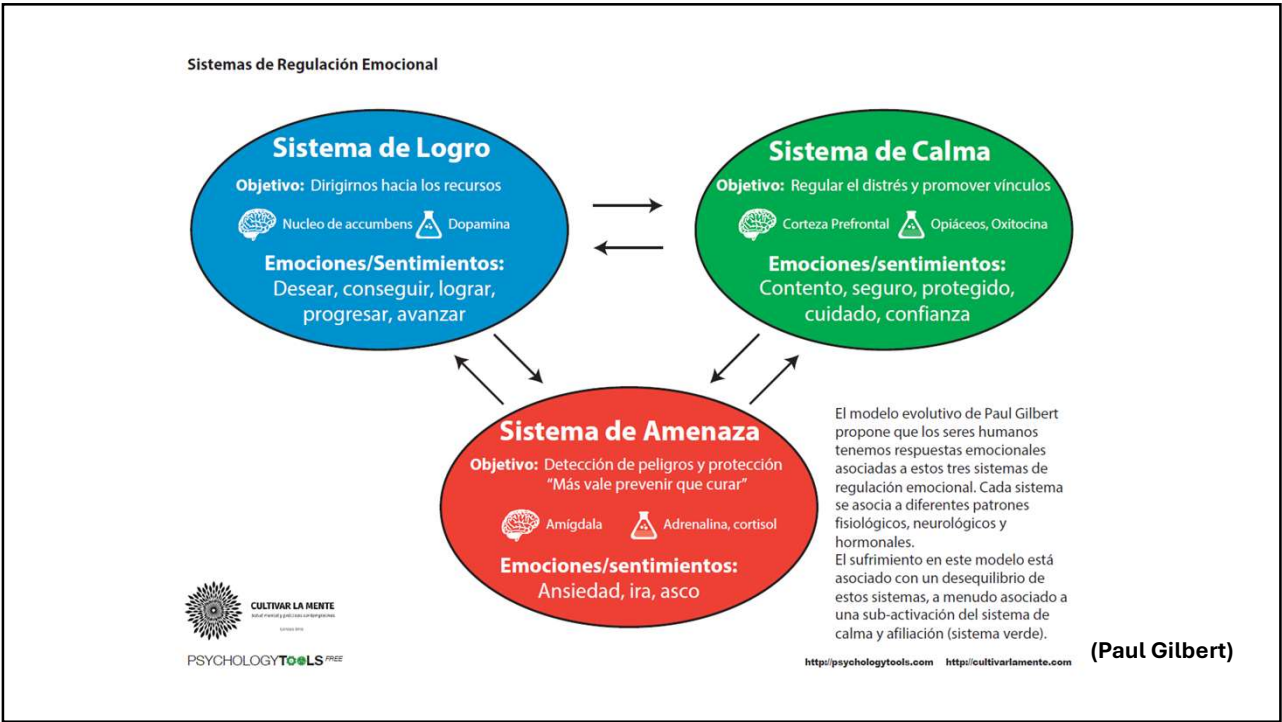 Sistemas de Regulación Emocional
Sistema de Logro
Objetivo: Dirigirnos hacia los recursos
Nucleo de accumbens
Dopamina
Emociones/Sentimientos:
Desear, conseguir, lograr,
progresar, avanzar
Sistema de Calma
Objetivo: Regular el distrés y promover vínculos
Corteza Prefrontal
Opiáceos, Oxitocina
Emociones/sentimientos:
Contento, seguro, protegido,
cuidado, confianza
Sistema de Amenaza
Objetivo: Detección de peligros y protección
"Más vale prevenir que curar"
Amígdala
Adrenalina, cortisol
Emociones/sentimientos:
Ansiedad, ira, asco
El modelo evolutivo de Paul Gilbert
propone que los seres humanos
tenemos respuestas emocionales
asociadas a estos tres sistemas de
regulación emocional. Cada sistema
se asocia a diferentes patrones
fisiológicos, neurológicos y
hormonales.
El sufrimiento en este modelo está
asociado con un desequilibrio de
estos sistemas, a menudo asociado a
una sub-activación del sistema de
calma y afiliación (sistema verde).
CULTIVAR LA MENTE
PSYCHOLOGYTOOLS FREE
http://psychologytools.com http://cultivarlamente.com
(Paul Gilbert)